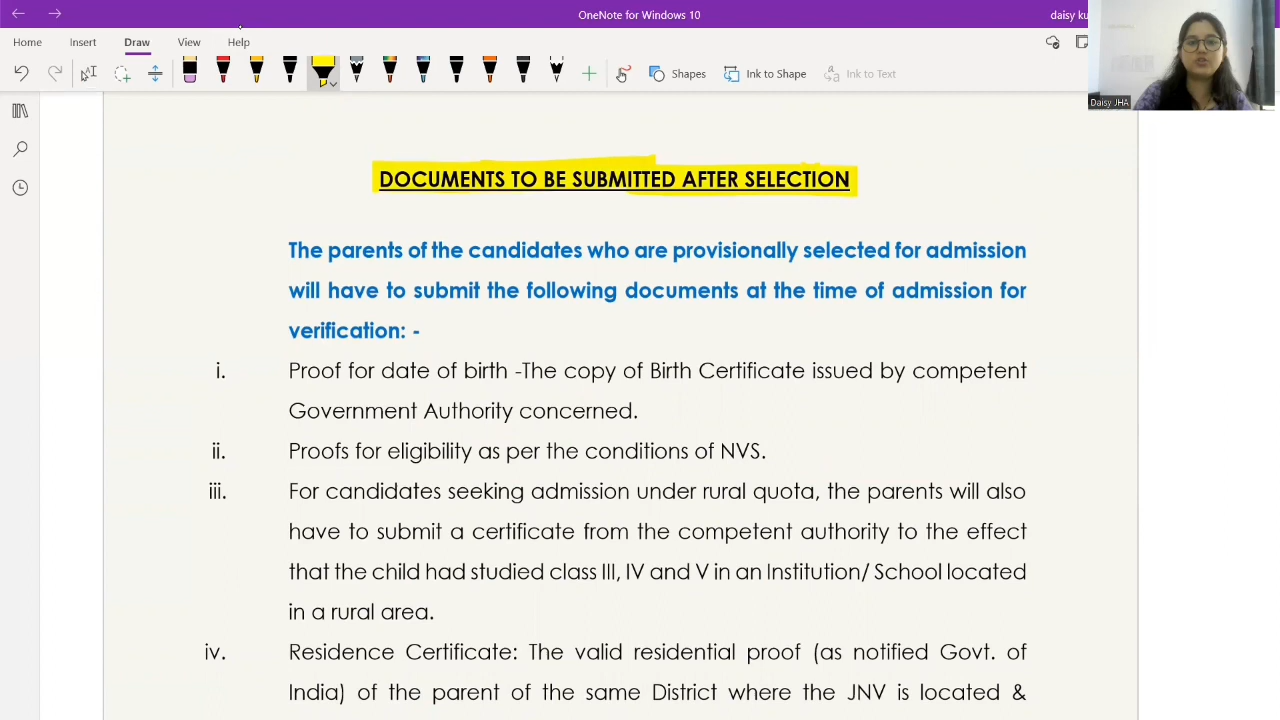 OneNote for Windows 10
daisy ku
Home Insert Draw View Help
Shapes Ink to Shape Ink to Text
Daisy JHA
DOCUMENTS TO BE SUBMITTED AFTER SELECTION
The parents of the candidates who are provisionally selected for admission
will have to submit the following documents at the time of admission for
verification: -
i. Proof for date of birth -The copy of Birth Certificate issued by competent
Government Authority concerned.
ii. Proofs for eligibility as per the conditions of NVS.
iii. For candidates seeking admission under rural quota, the parents will also
have to submit a certificate from the competent authority to the effect
that the child had studied class III, IV and V in an Institution/ School located
in a rural area.
iv. Residence Certificate: The valid residential proof (as notified Govt. of
India) of the parent of the same District where the JNV is located &